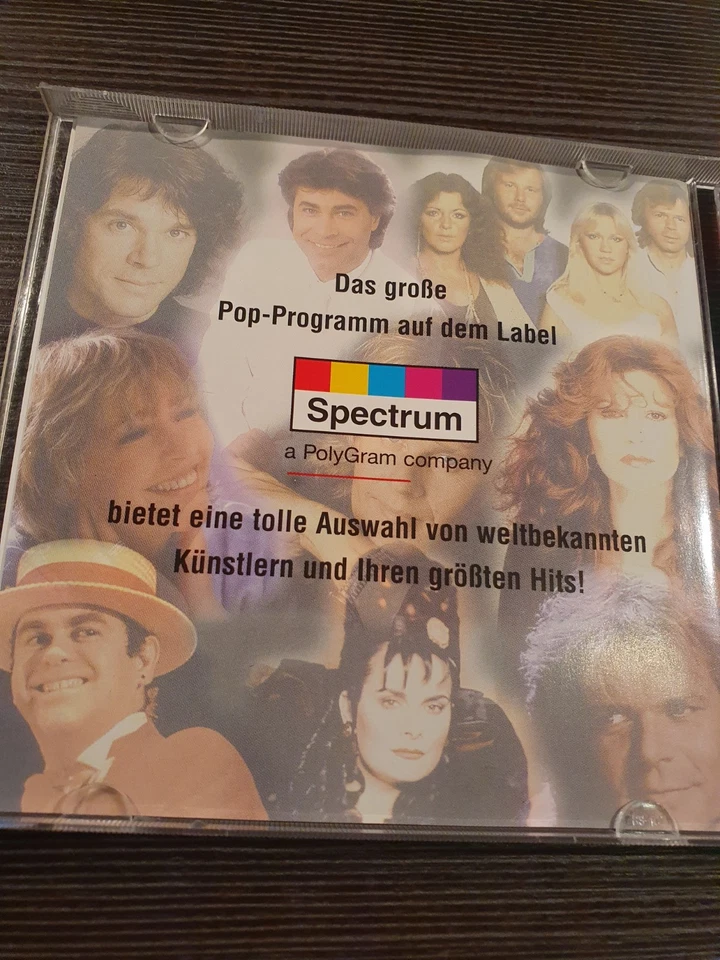 Das große
Pop-Programm auf dem Label
Spectrum
a PolyGram company
bietet eine tolle Auswahl von weltbekannten
Künstlern und Ihren größten Hits!